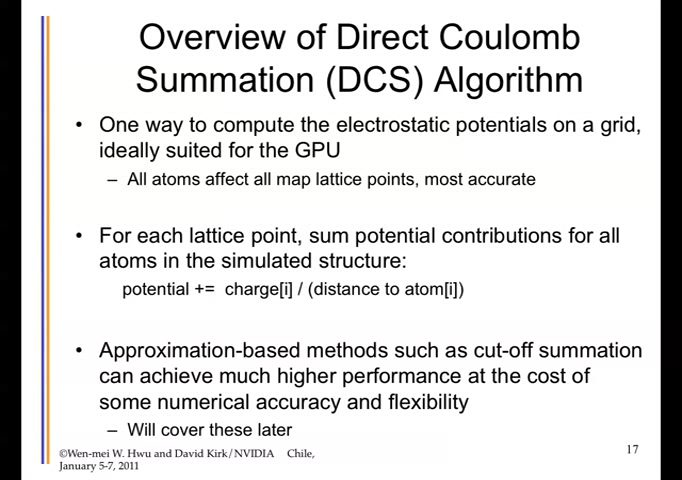 Overview of Direct Coulomb
Summation (DCS) Algorithm
• One way to compute the electrostatic potentials on a grid,
ideally suited for the GPU
– All atoms affect all map lattice points, most accurate
• For each lattice point, sum potential contributions for all
atoms in the simulated structure:
potential += charge[i] / (distance to atom[i])
• Approximation-based methods such as cut-off summation
can achieve much higher performance at the cost of
some numerical accuracy and flexibility
– Will cover these later
©Wen-mei W. Hwu and David Kirk/NVIDIA Chile,
January 5-7, 2011
17